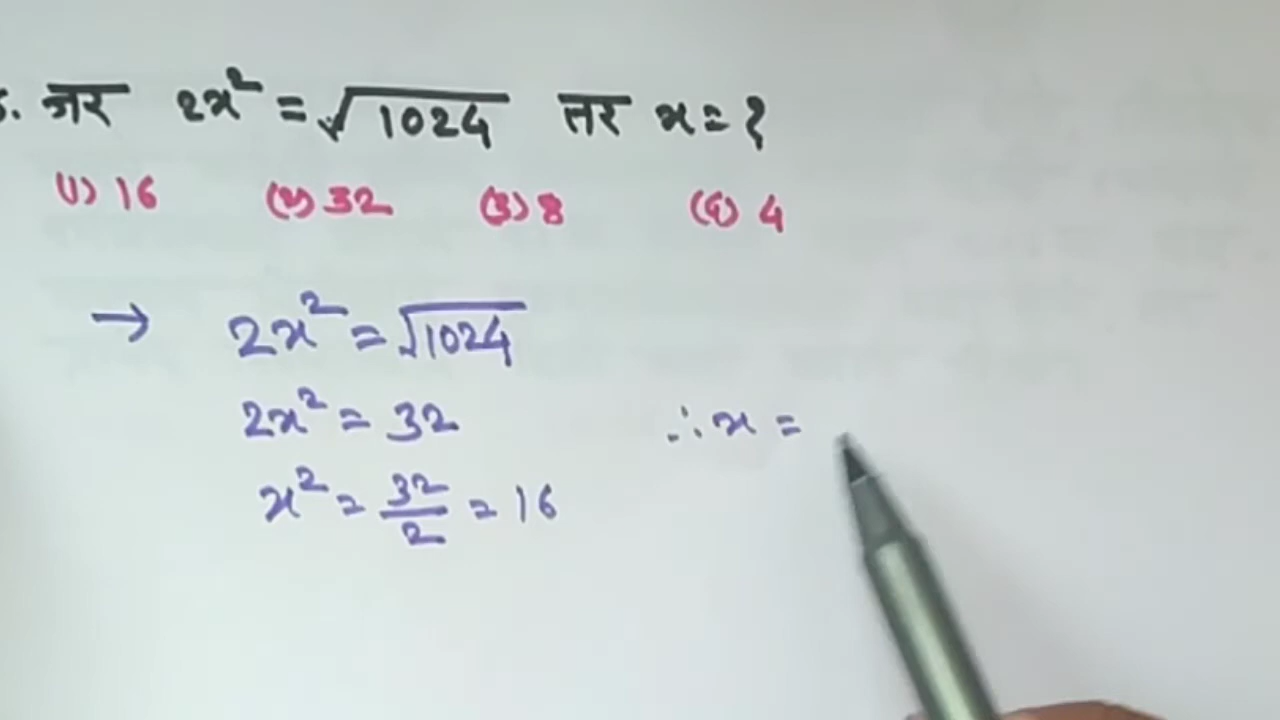 जर 2x² = √1024 तर x = ?
(1) 16 (2) 32 (3) 8 (4) 4
→ 2x² = √1024
2x² = 32 ∴ x =
x² = 32/2 = 16